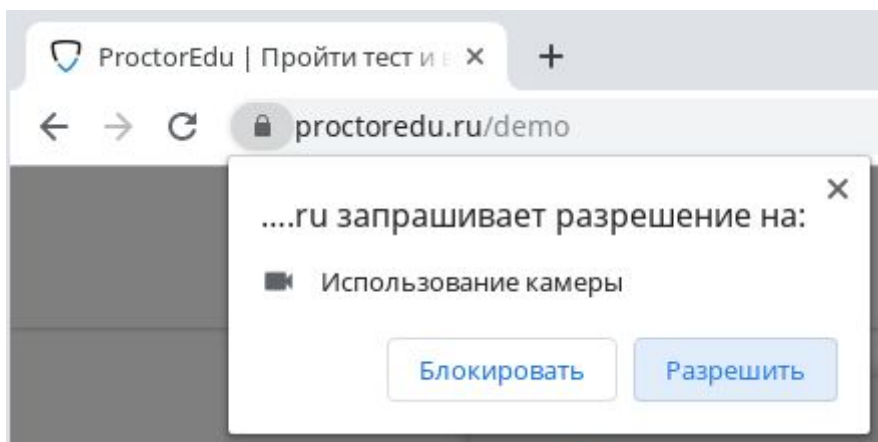 ProctorEdu | Пройти тест и в
proctoredu.ru/demo
....ru запрашивает разрешение на:
Использование камеры
Блокировать Разрешить